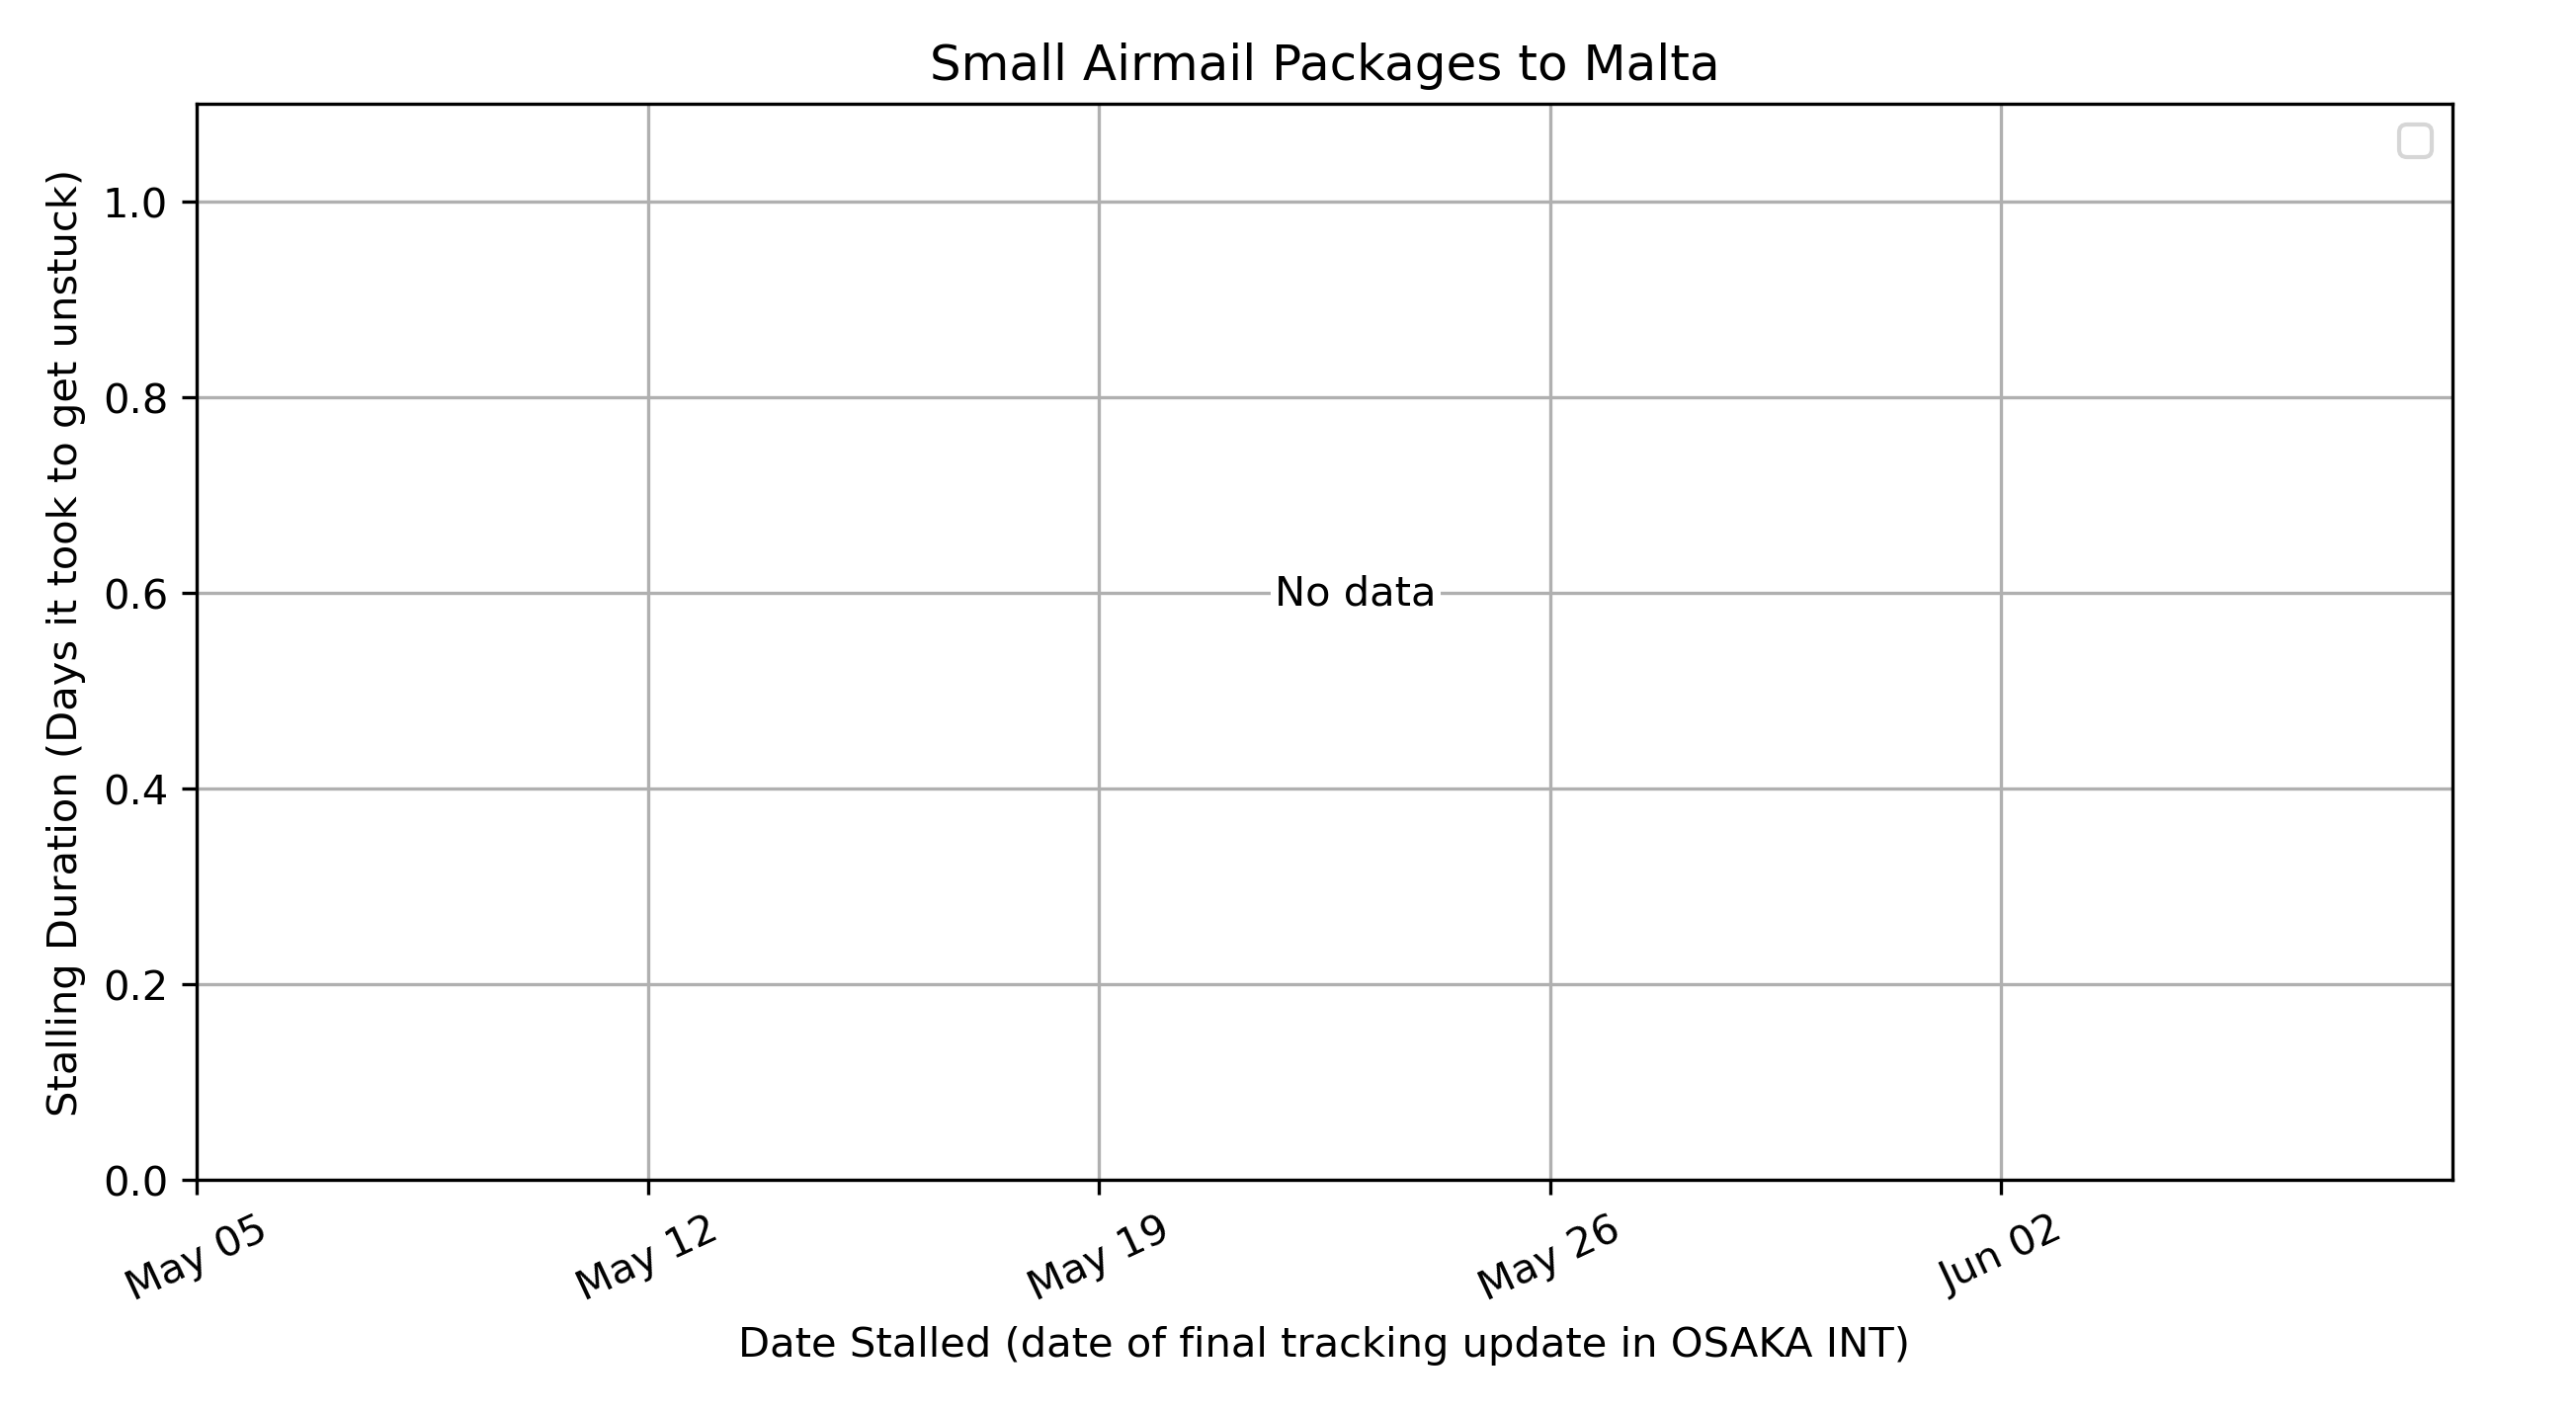 Small Airmail Packages to Malta
Stalling Duration (Days it took to get unstuck)
1.0
0.8
0.6
0.4
0.2
0.0
No data
May 05
May 12
May 19
May 26
Jun 02
Date Stalled (date of final tracking update in OSAKA INT)